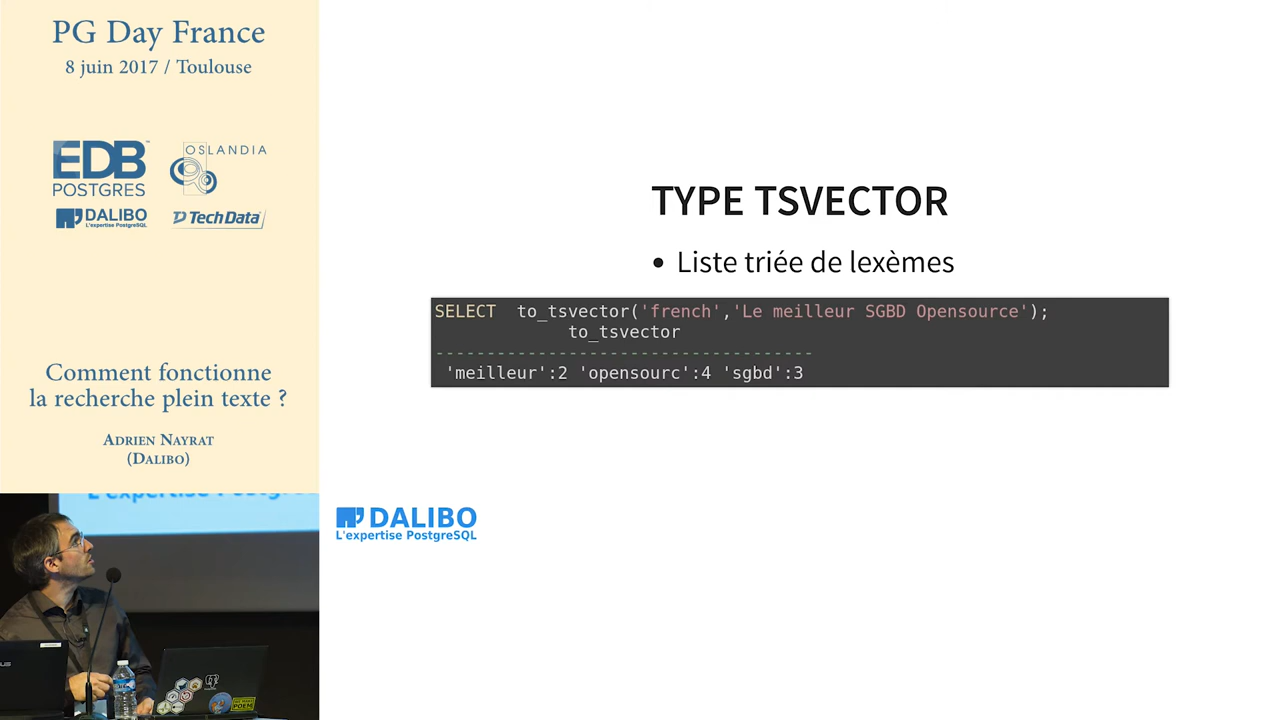 PG Day France
8 juin 2017 / Toulouse
EDB
POSTGRES
OSLANDIA
DALIBO
L'expertise PostgreSQL
TechData
Comment fonctionne
la recherche plein texte ?
Adrien Nayrat
(Dalibo)
TYPE TSVECTOR
• Liste triée de lexèmes
SELECT  to_tsvector('french','Le meilleur SGBD Opensource');
to_tsvector
-------------------------------------
'meilleur':2 'opensourc':4 'sgbd':3
L'expertise
DALIBO
L'expertise PostgreSQL